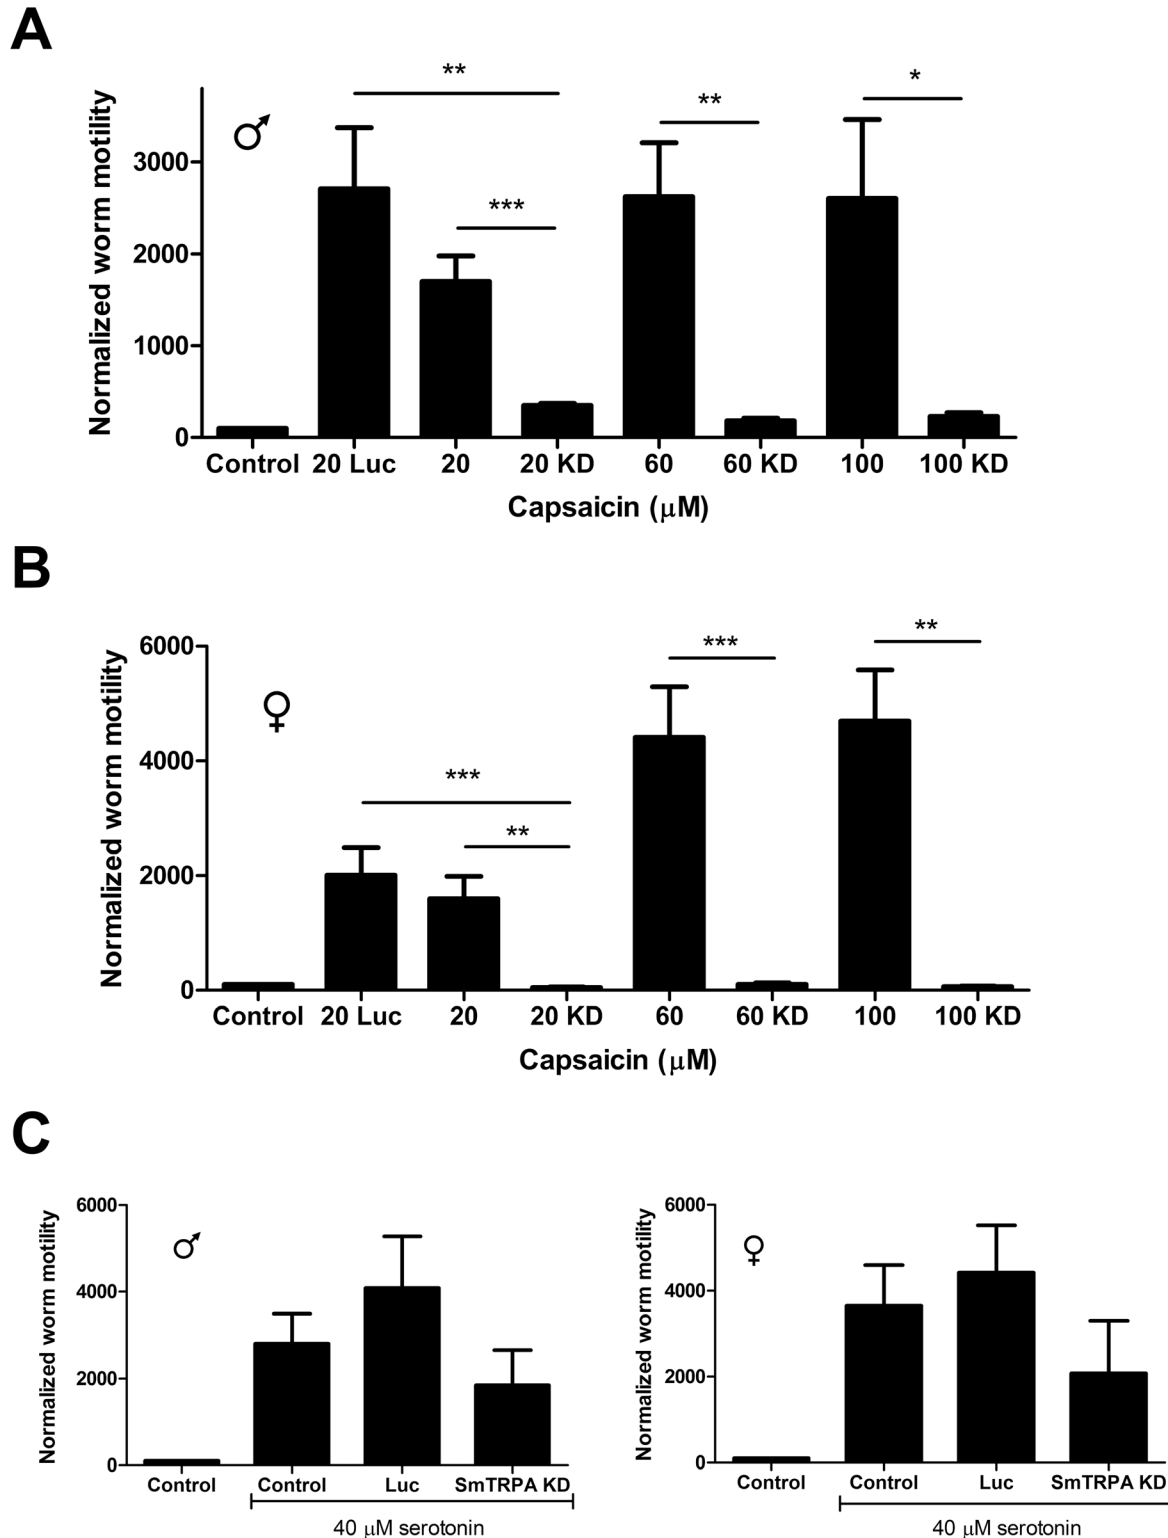 A
Normalized worm motility
3000
2000
1000
0
♂
**
***
**
*
Control 20 Luc 20 20 KD 60 60 KD 100 100 KD
Capsaicin (μM)
B
Normalized worm motility
6000
4000
2000
0
♀
***
**
***
**
Control 20 Luc 20 20 KD 60 60 KD 100 100 KD
Capsaicin (μM)
C
Normalized worm motility
6000
4000
2000
0
♂
Control Control Luc SmTRPA KD
40 μM serotonin
Normalized worm motility
6000
4000
2000
0
♀
Control Control Luc SmTRPA KD
40 μM serotonin